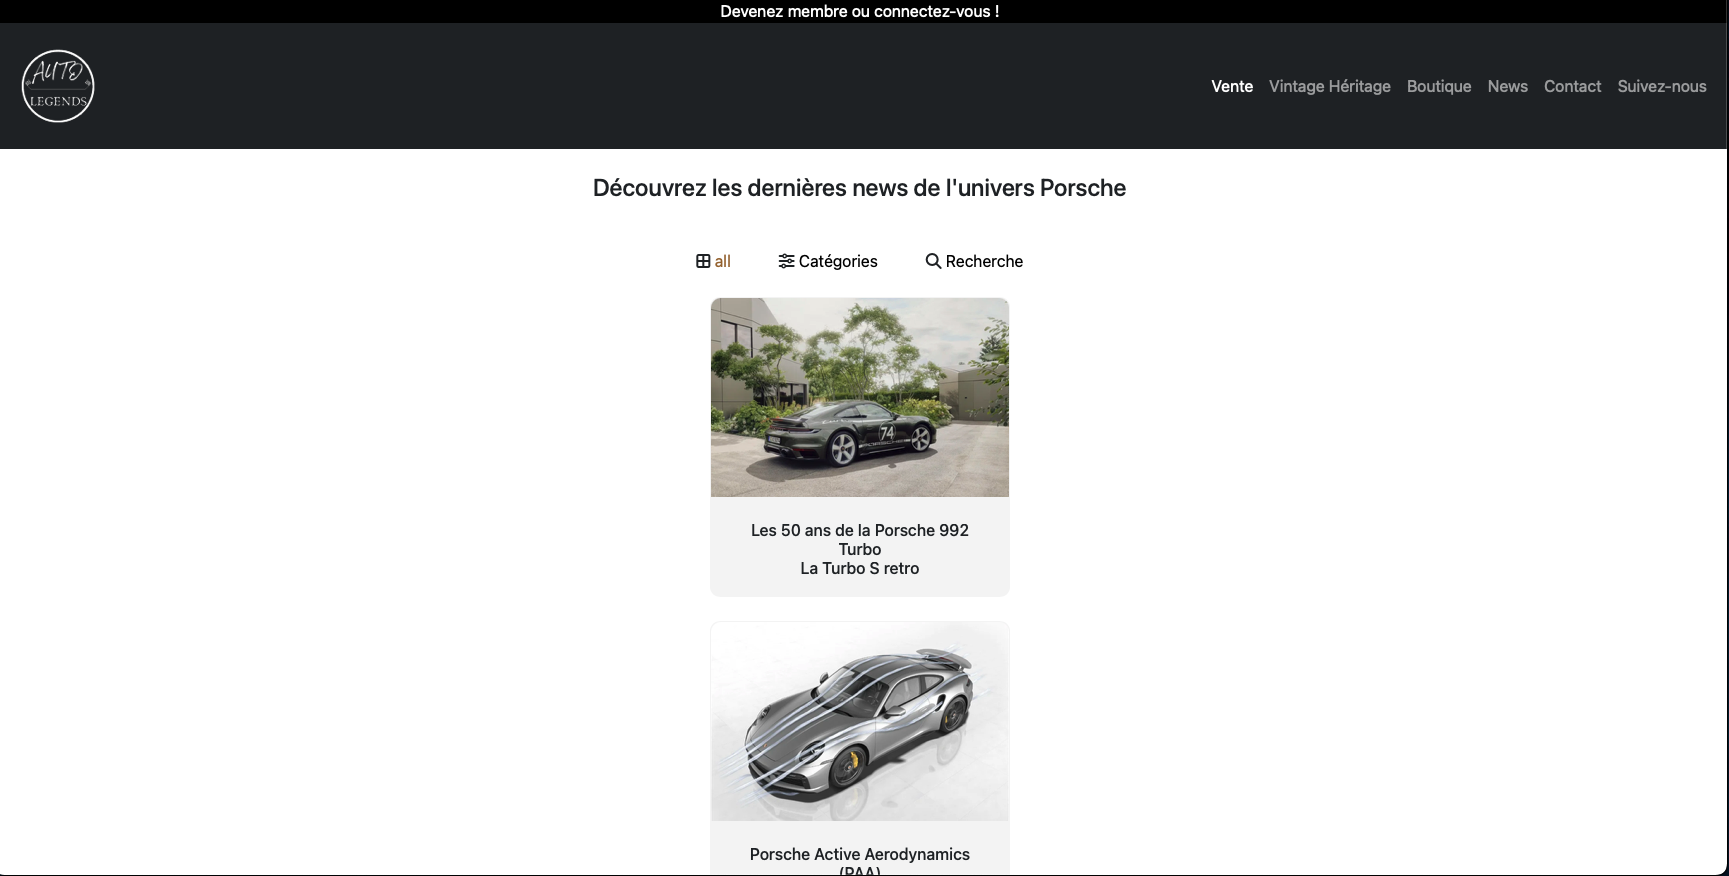 Devenez membre ou connectez-vous !
AUTO
LEGENDS
Vente Vintage Héritage Boutique News Contact Suivez-nous
Découvrez les dernières news de l'univers Porsche
all Catégories Recherche
74
Les 50 ans de la Porsche 992
Turbo
La Turbo S retro
Porsche Active Aerodynamics
(PAA)